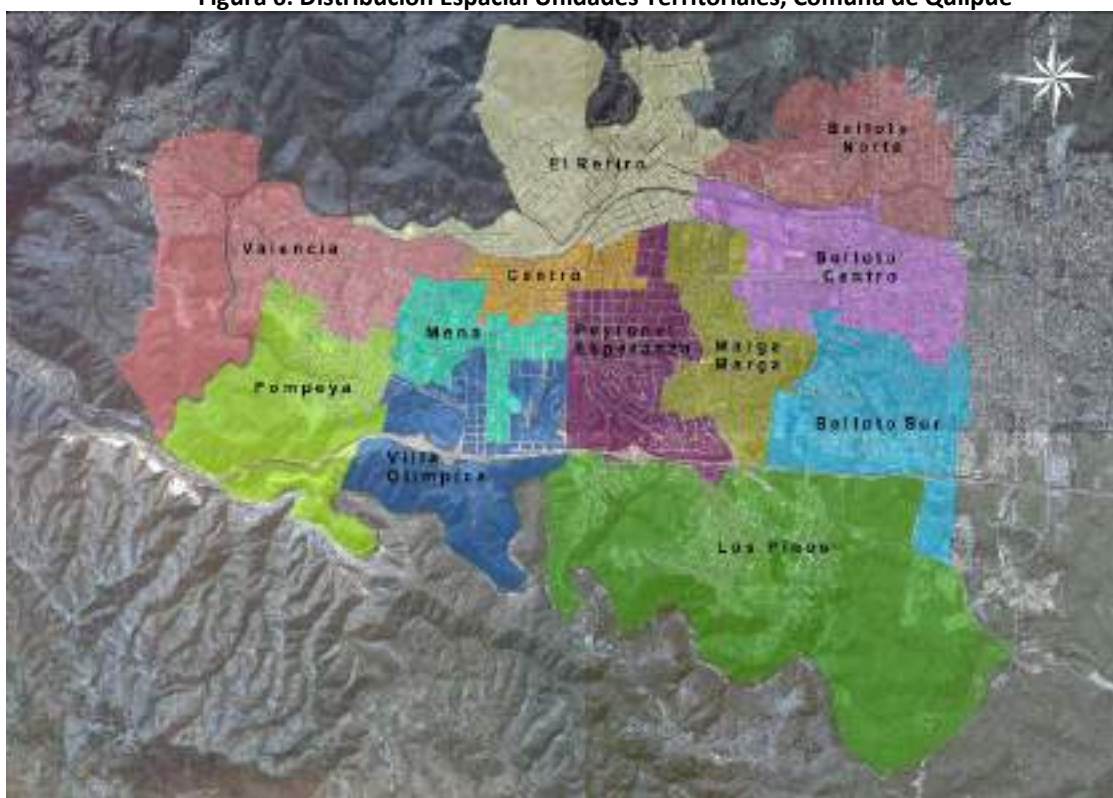 Figura 6. Distribución Espacial Unidades Territoriales, Comuna de Quilpué
Belloto
Norte
El Retiro
Valencia
Belloto
Centro
Centro
Mena
Peyronet
Esperanza
Marga
Marga
Pompeya
Belloto Sur
Villa
Olímpica
Los Pinos